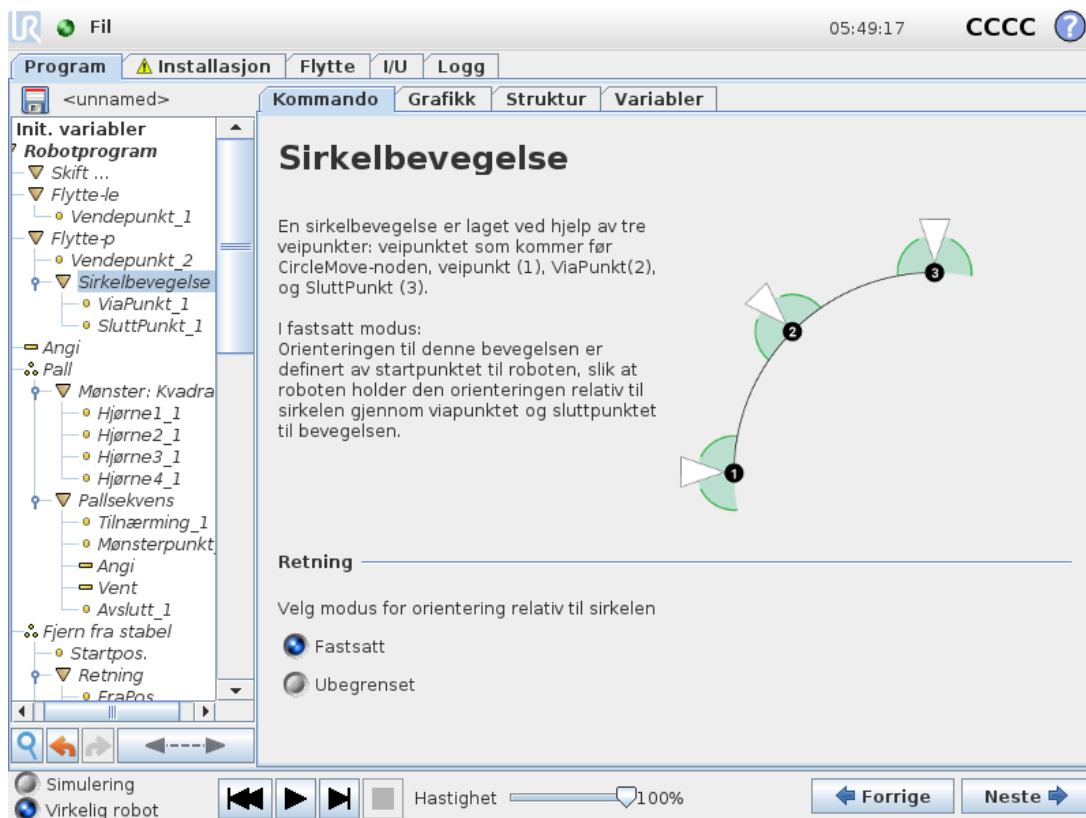 UR Fil 05:49:17 CCCC ?
Program Installasjon Flytte I/U Logg
<unnamed>
Kommando Grafikk Struktur Variabler
Init. variabler
Robotprogram
Skift ...
Flytte-le
Vendepunkt_1
Flytte-p
Vendepunkt_2
Sirkelbevegelse
ViaPunkt_1
SluttPunkt_1
Angi
Pall
Mønster: Kvadra
Hjørne1_1
Hjørne2_1
Hjørne3_1
Hjørne4_1
Pallsekvens
Tilnærming_1
Mønsterpunkt_
Angi
Vent
Avslutt_1
Fjern fra stabel
Startpos.
Retning
FraPos
Sirkelbevegelse
En sirkelbevegelse er laget ved hjelp av tre
veipunkter: veipunktet som kommer før
CircleMove-noden, veipunkt (1), ViaPunkt(2),
og SluttPunkt (3).
I fastsatt modus:
Orienteringen til denne bevegelsen er
definert av startpunktet til roboten, slik at
roboten holder den orienteringen relativ til
sirkelen gjennom viapunktet og sluttpunktet
til bevegelsen.
3
2
1
Retning
Velg modus for orientering relativ til sirkelen
Fastsatt
Ubegrenset
Simulering
Virkelig robot
Hastighet 100%
Forrige Neste